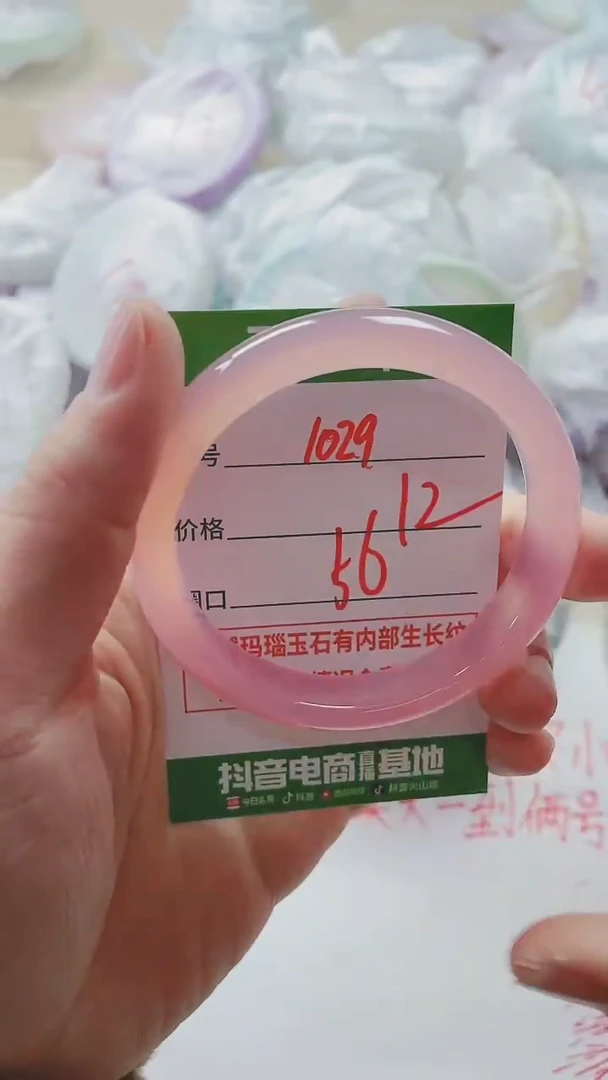 号 1029
价格 12
圈口 56
玛瑙玉石有内部生长纹
抖音电商直播基地
今日头条 抖音 西瓜视频 抖音火山版
小
一到俩号